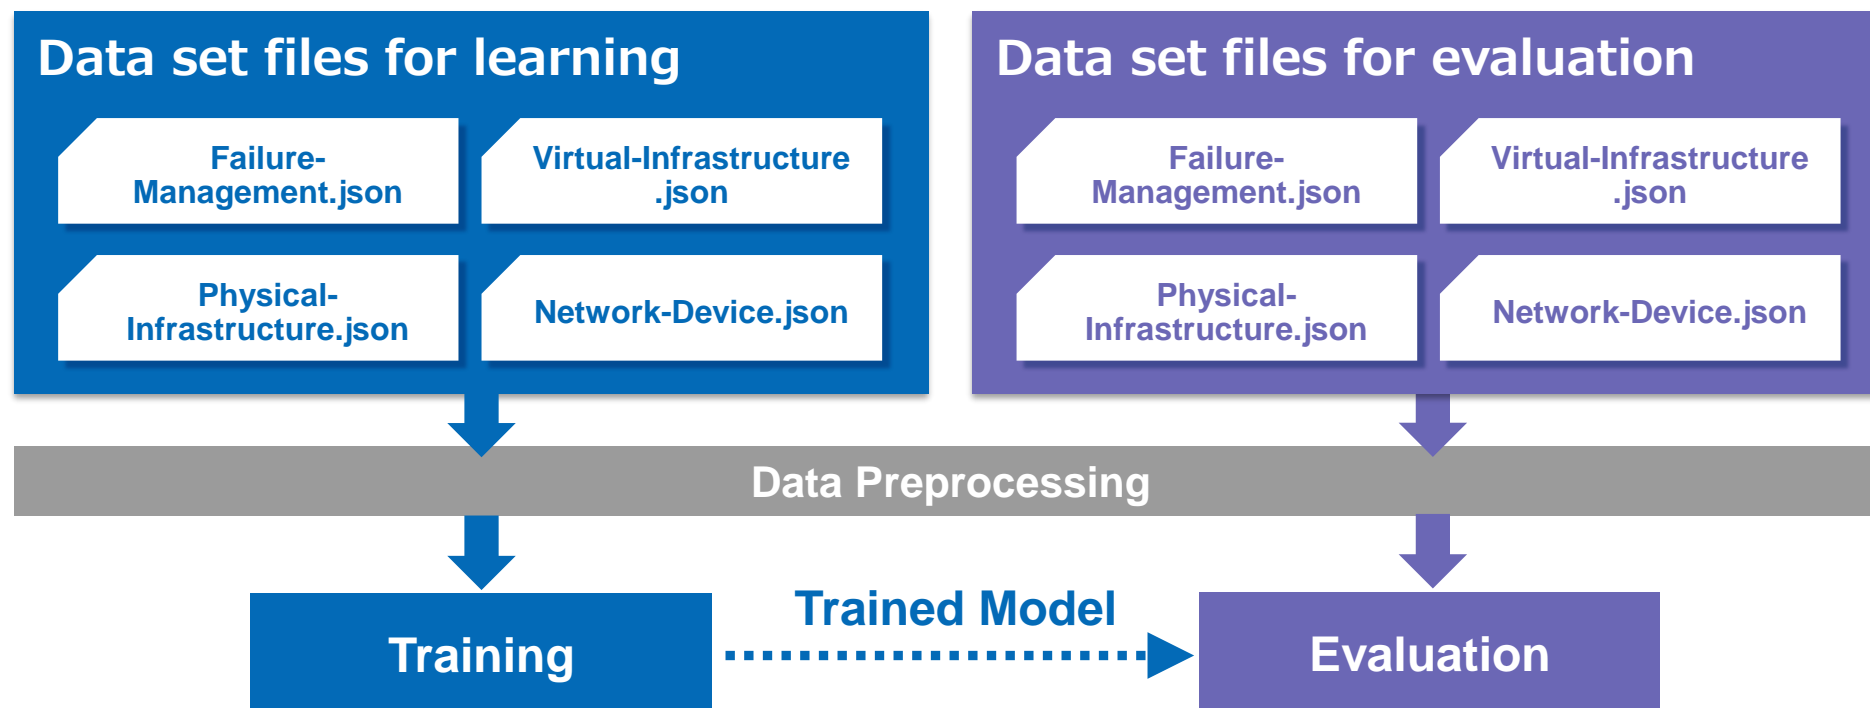 Data set files for learning
Failure-
Management.json
Virtual-Infrastructure
.json
Physical-
Infrastructure.json
Network-Device.json
Data set files for evaluation
Failure-
Management.json
Virtual-Infrastructure
.json
Physical-
Infrastructure.json
Network-Device.json
Data Preprocessing
Training
Trained Model
Evaluation